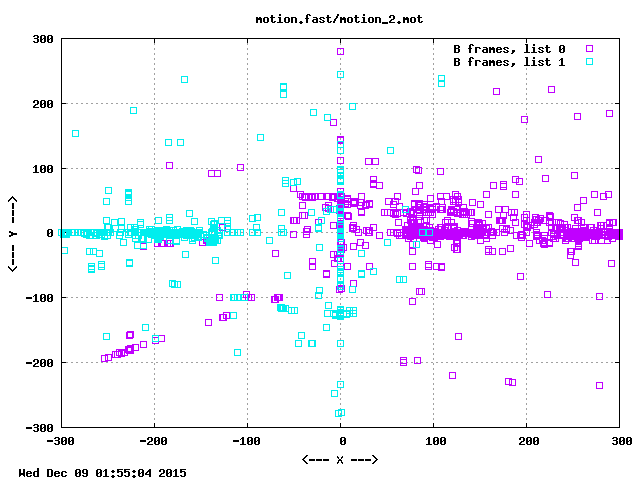 motion.fast/motion_2.mot
B frames, list 0
B frames, list 1
300
200
100
0
-100
-200
-300
<--- Y --->
-300 -200 -100 0 100 200 300
<--- X --->
Wed Dec 09 01:55:04 2015